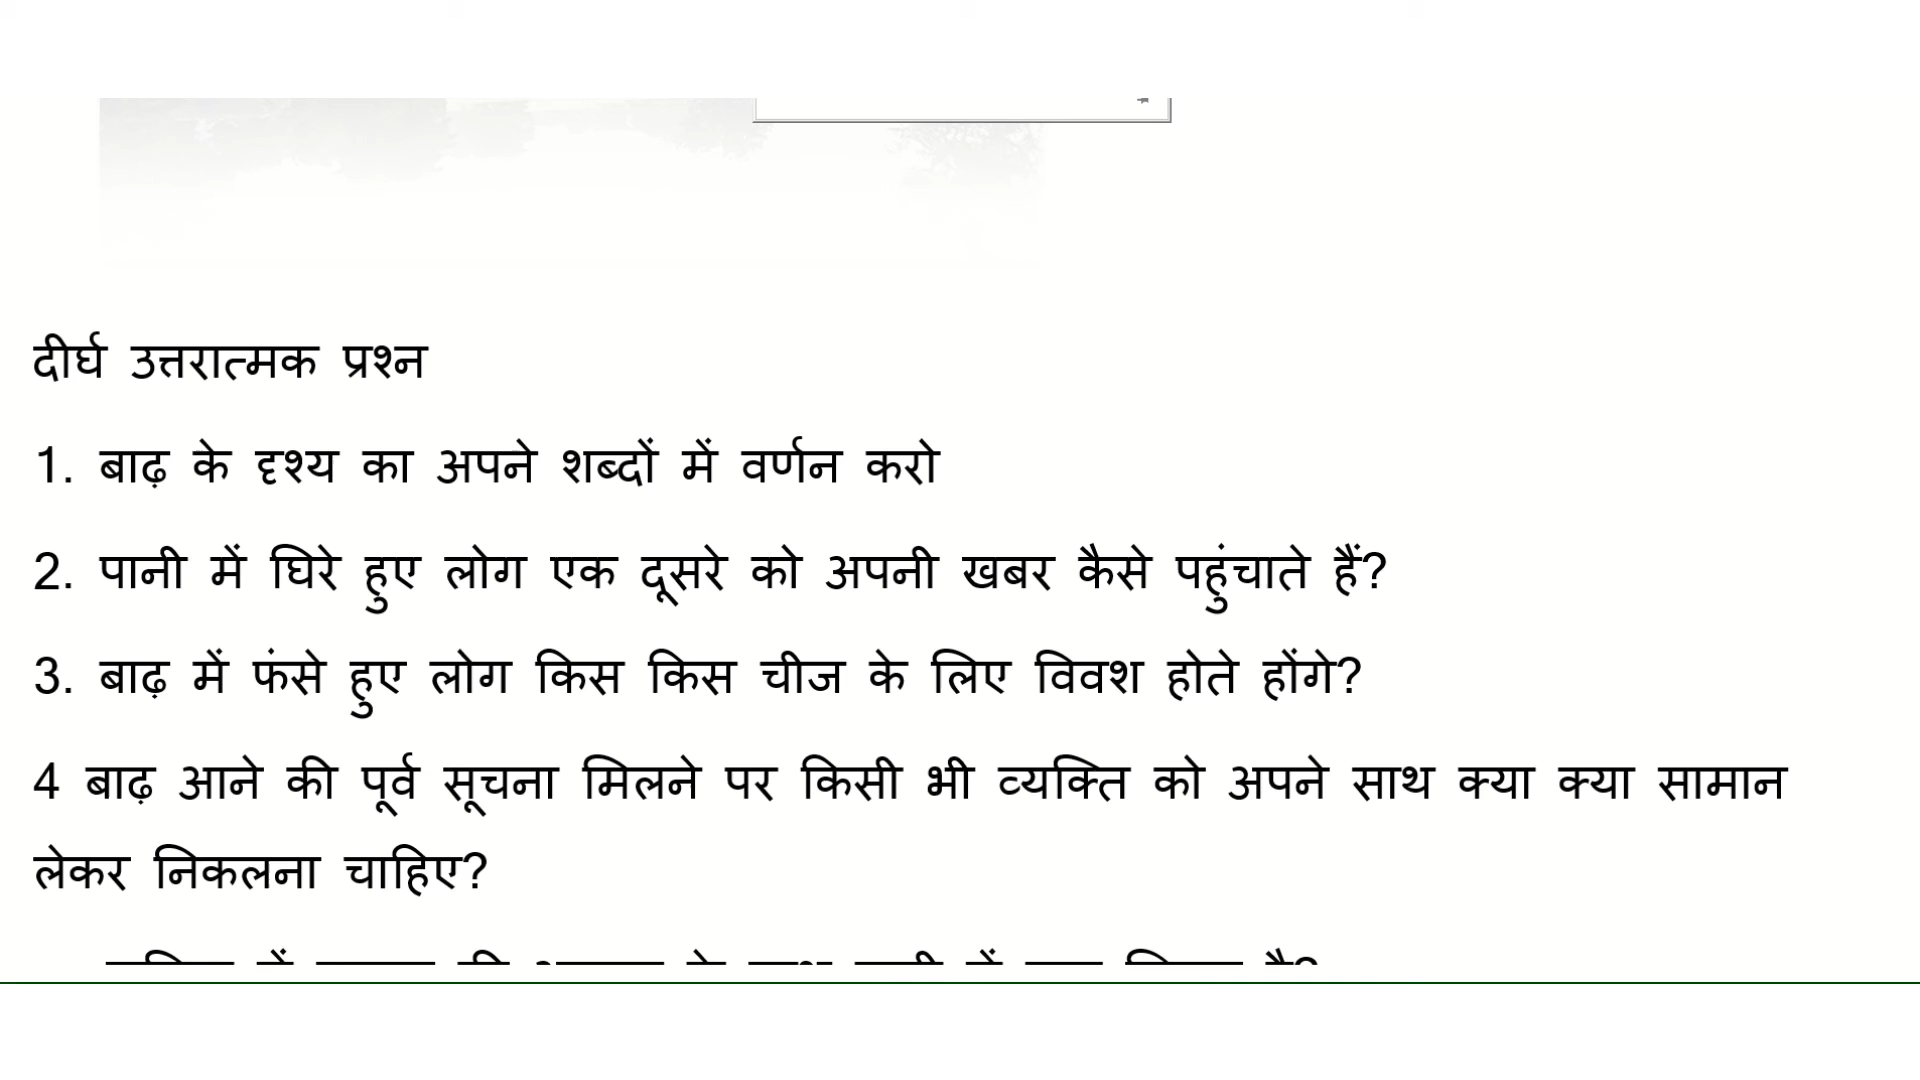 दीर्घ उत्तरात्मक प्रश्न
1. बाढ़ के दृश्य का अपने शब्दों में वर्णन करो
2. पानी में घिरे हुए लोग एक दूसरे को अपनी खबर कैसे पहुंचाते हैं?
3. बाढ़ में फंसे हुए लोग किस किस चीज के लिए विवश होते होंगे?
4 बाढ़ आने की पूर्व सूचना मिलने पर किसी भी व्यक्ति को अपने साथ क्या क्या सामान
लेकर निकलना चाहिए?